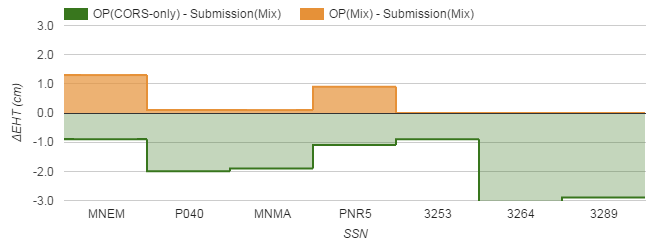 OP(CORS-only) - Submission(Mix) OP(Mix) - Submission(Mix)
3.0
2.0
1.0
0.0
-1.0
-2.0
-3.0
ΔEHT (cm)
MNEM P040 MNMA PNR5 3253 3264 3289
SSN